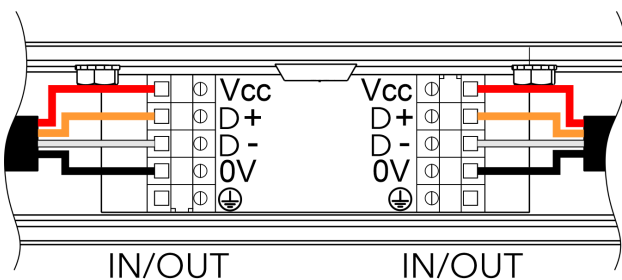 Vcc Vcc
D+ D+
D- D-
0V 0V
IN/OUT IN/OUT